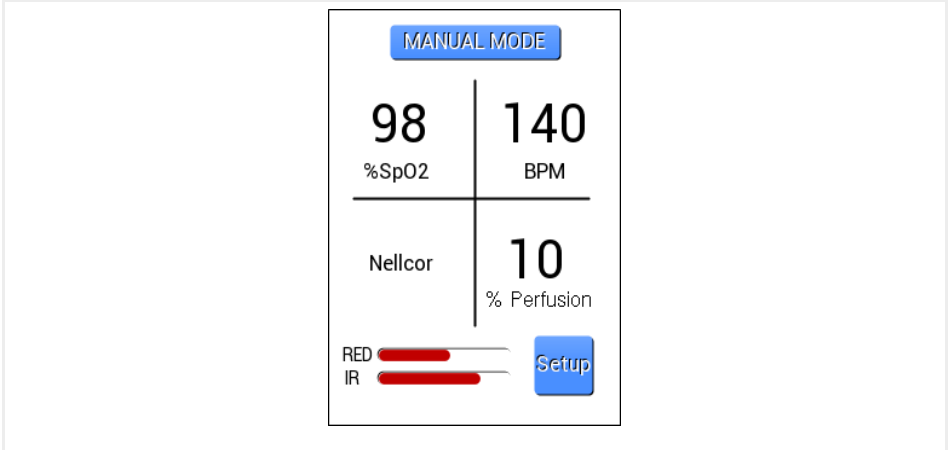 MANUAL MODE
98
%SpO2
140
BPM
Nellcor
10
% Perfusion
RED
IR
Setup